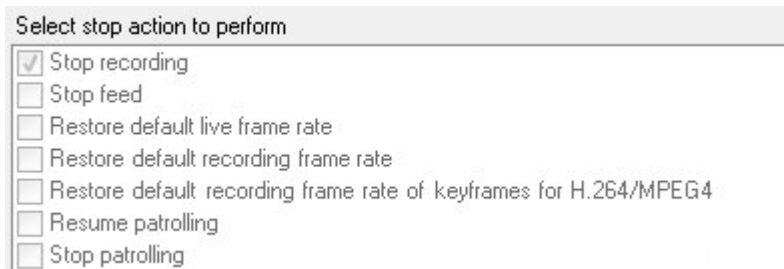 Select stop action to perform
Stop recording
Stop feed
Restore default live frame rate
Restore default recording frame rate
Restore default recording frame rate of keyframes for H.264/MPEG4
Resume patrolling
Stop patrolling